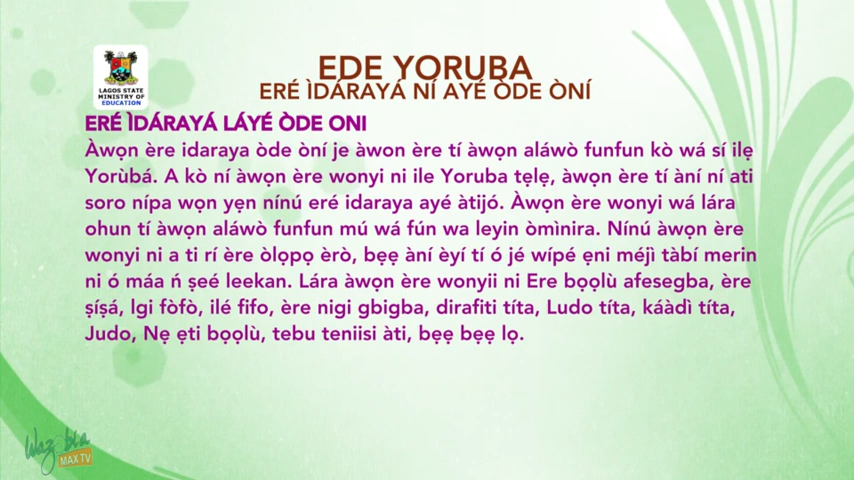 EDE YORUBA
ERÉ ÌDÁRAYÁ NÍ AYÉ ÒDE ÒNÍ
LAGOS STATE
MINISTRY OF
EDUCATION
ERÉ ÌDÁRAYÁ LÁYÉ ÒDE ONI
Àwọn ère idaraya òde òní je àwon ère tí àwọn aláwò funfun kò wá sí ilẹ
Yorùbá. A kò ní àwọn ère wonyi ni ile Yoruba tẹlẹ, àwọn ère tí àní ní ati
soro nípa wọn yẹn nínú eré idaraya ayé àtijó. Àwọn ère wonyi wá lára
ohun tí àwọn aláwò funfun mú wá fún wa leyin òmìnira. Nínú àwọn ère
wonyi ni a ti rí ère òlọpọ èrò, bẹẹ àní èyí tí ó jé wípé ẹni méjì tàbí merin
ni ó máa ń ṣeé leekan. Lára àwọn ère wonyii ni Ere bọọlù afesegba, ère
ṣíṣá, Igi fòfò, ilé fifo, ère nigi gbigba, dirafiti títa, Ludo títa, káàdì títa,
Judo, Nẹ ẹti bọọlù, tebu teniisi àti, bẹẹ bẹẹ lọ.
Wazobia
MAX TV